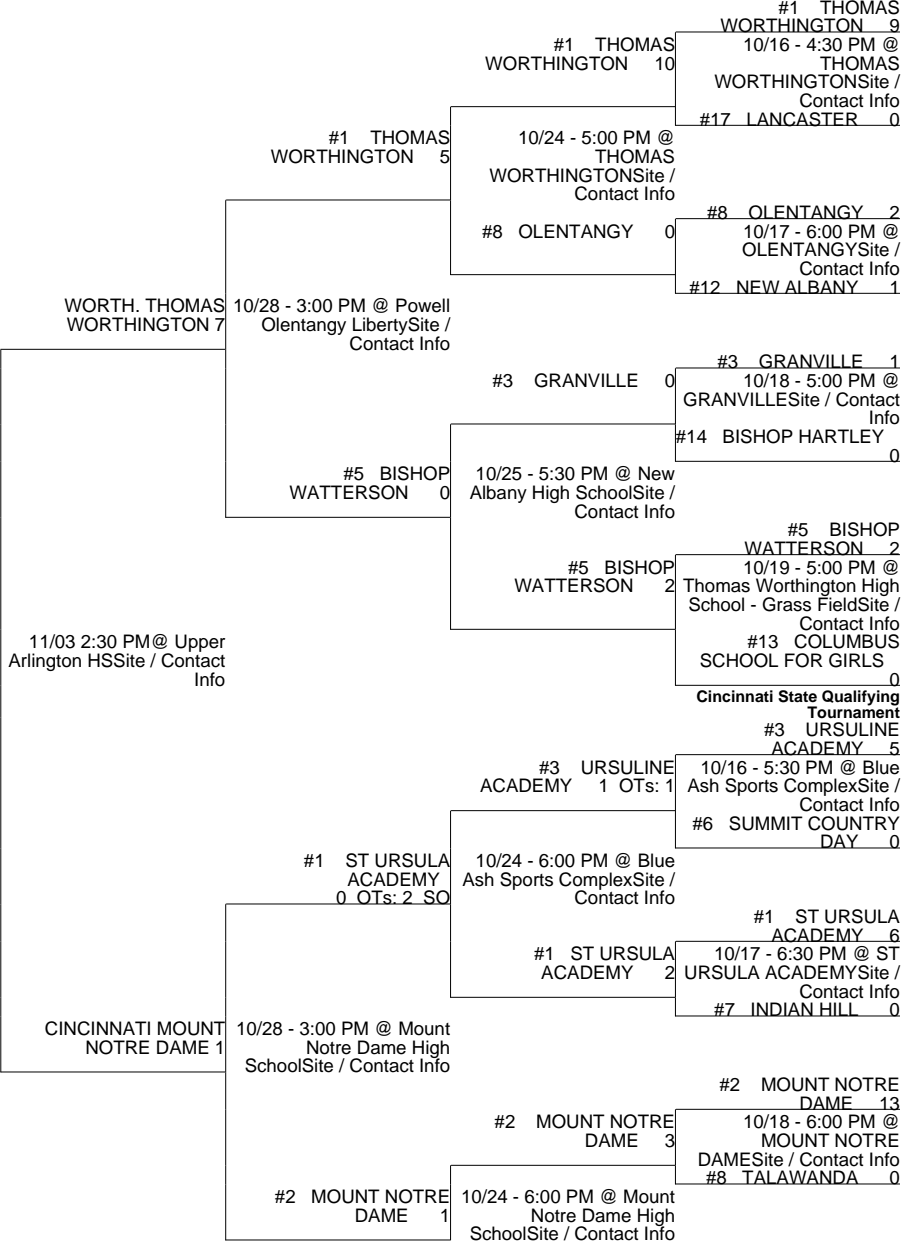 #1 THOMAS
WORTHINGTON 9
10/16 - 4:30 PM @
THOMAS
WORTHINGTONSite /
Contact Info
#17 LANCASTER 0
#1 THOMAS
WORTHINGTON 10
10/24 - 5:00 PM @
THOMAS
WORTHINGTONSite /
Contact Info
#8 OLENTANGY 0
#8 OLENTANGY 2
10/17 - 6:00 PM @
OLENTANGYSite /
Contact Info
#12 NEW ALBANY 1
#1 THOMAS
WORTHINGTON 5
10/28 - 3:00 PM @ Powell
Olentangy LibertySite /
Contact Info
WORTH. THOMAS
WORTHINGTON 7
#3 GRANVILLE 1
10/18 - 5:00 PM @
GRANVILLESite / Contact
Info
#14 BISHOP HARTLEY
0
#3 GRANVILLE 0
10/25 - 5:30 PM @ New
Albany High SchoolSite /
Contact Info
#5 BISHOP
WATTERSON 0
#5 BISHOP
WATTERSON 2
#5 BISHOP
WATTERSON 2
10/19 - 5:00 PM @
Thomas Worthington High
School - Grass FieldSite /
Contact Info
#13 COLUMBUS
SCHOOL FOR GIRLS
0
11/03 2:30 PM@ Upper
Arlington HSSite / Contact
Info
Cincinnati State Qualifying
Tournament
#3 URSULINE
ACADEMY 5
10/16 - 5:30 PM @ Blue
Ash Sports ComplexSite /
Contact Info
#6 SUMMIT COUNTRY
DAY 0
#3 URSULINE
ACADEMY 1 OTs: 1
10/24 - 6:00 PM @ Blue
Ash Sports ComplexSite /
Contact Info
#1 ST URSULA
ACADEMY
0 OTs: 2 SO
#1 ST URSULA
ACADEMY 2
#1 ST URSULA
ACADEMY 6
10/17 - 6:30 PM @ ST
URSULA ACADEMYSite /
Contact Info
#7 INDIAN HILL 0
CINCINNATI MOUNT
NOTRE DAME 1
10/28 - 3:00 PM @ Mount
Notre Dame High
SchoolSite / Contact Info
#2 MOUNT NOTRE
DAME 13
10/18 - 6:00 PM @
MOUNT NOTRE
DAMESite / Contact Info
#8 TALAWANDA 0
#2 MOUNT NOTRE
DAME 3
#2 MOUNT NOTRE
DAME 1
10/24 - 6:00 PM @ Mount
Notre Dame High
SchoolSite / Contact Info